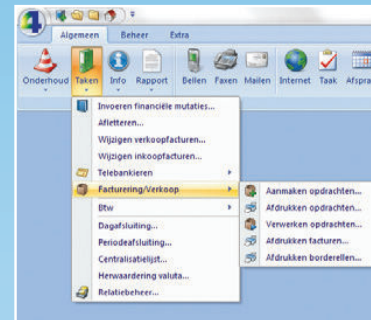 4
Algemeen Beheer Extra
Onderhoud Taken Info Rapport Bellen Faxen Mailen Internet Taak Afspra
Invoeren financiële mutaties...
Afletteren...
Wijzigen verkoopfacturen...
Wijzigen inkoopfacturen...
Telebankieren
Facturering/Verkoop
Btw
Dagafsluiting...
Periodeafsluiting...
Centralisatielijst...
Herwaardering valuta...
Relatiebeheer...
Aanmaken opdrachten...
Afdrukken opdrachten...
Verwerken opdrachten...
Afdrukken facturen...
Afdrukken borderellen...